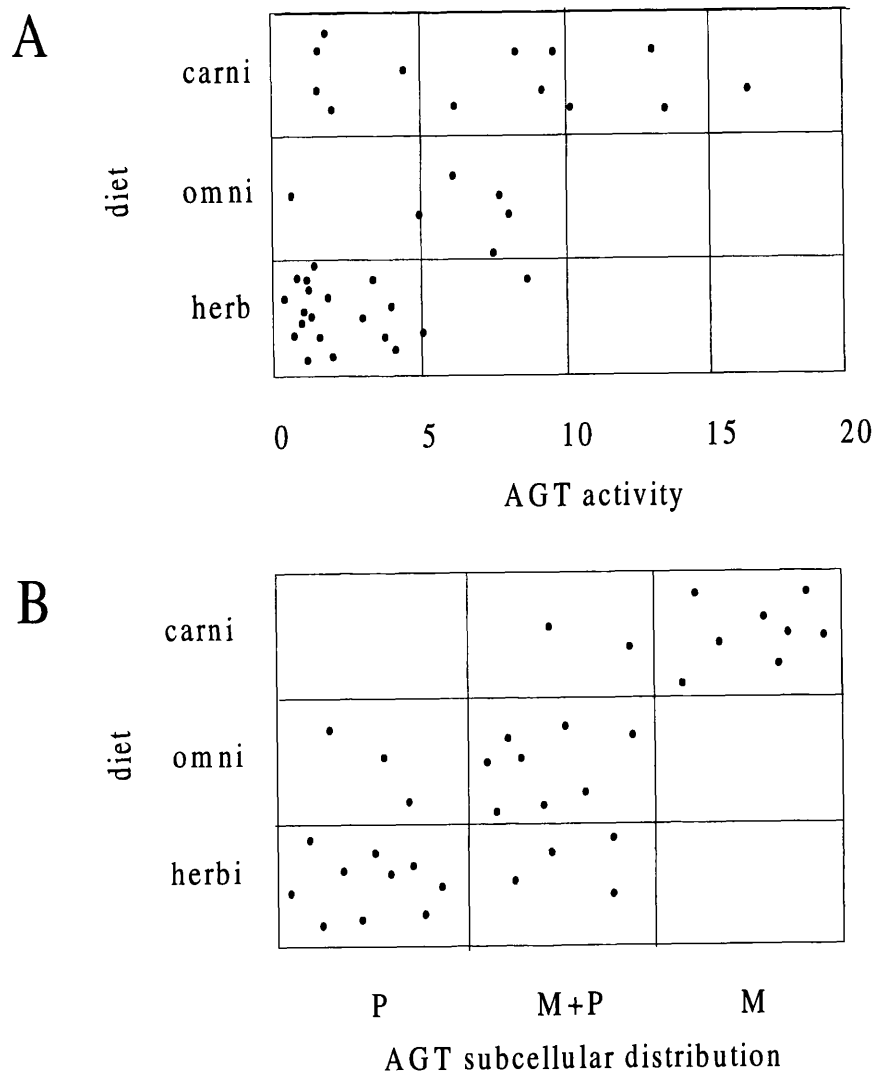 A
carni
omni
herb
diet
0 5 10 15 20
AGT activity
B
carni
omni
herbi
diet
P M+P M
AGT subcellular distribution